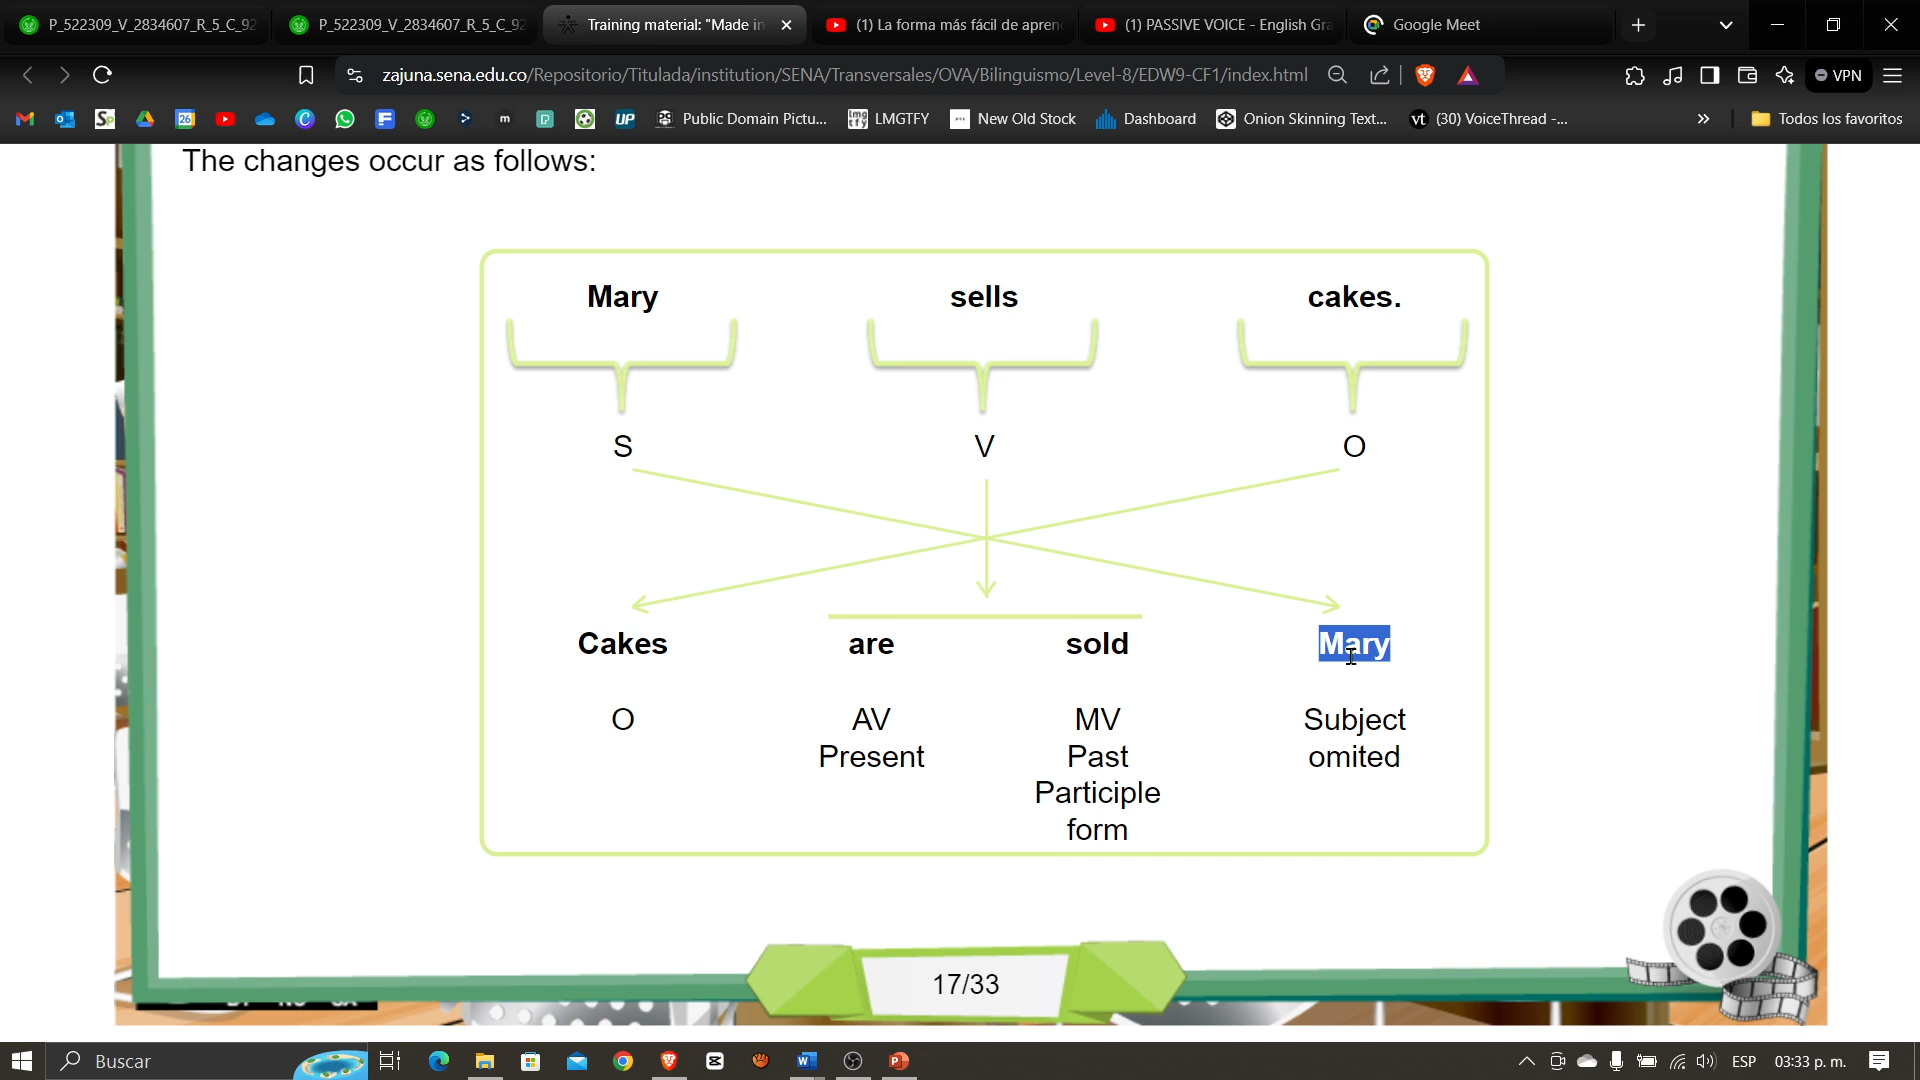 P_522309_V_2834607_R_5_C_92
P_522309_V_2834607_R_5_C_92
Training material: "Made in
(1) La forma más fácil de apren
(1) PASSIVE VOICE - English Gra
Google Meet
zajuna.sena.edu.co/Repositorio/Titulada/institution/SENA/Transversales/OVA/Bilinguismo/Level-8/EDW9-CF1/index.html
VPN
26
UP
Public Domain Pictu...
LMGTFY
New Old Stock
Dashboard
Onion Skinning Text...
vt (30) VoiceThread -...
Todos los favoritos
The changes occur as follows:
Mary sells cakes.
S V O
Cakes are sold Mary
O AV MV Subject
Present Past omited
Participle
form
17/33
Buscar
ESP
03:33 p. m.